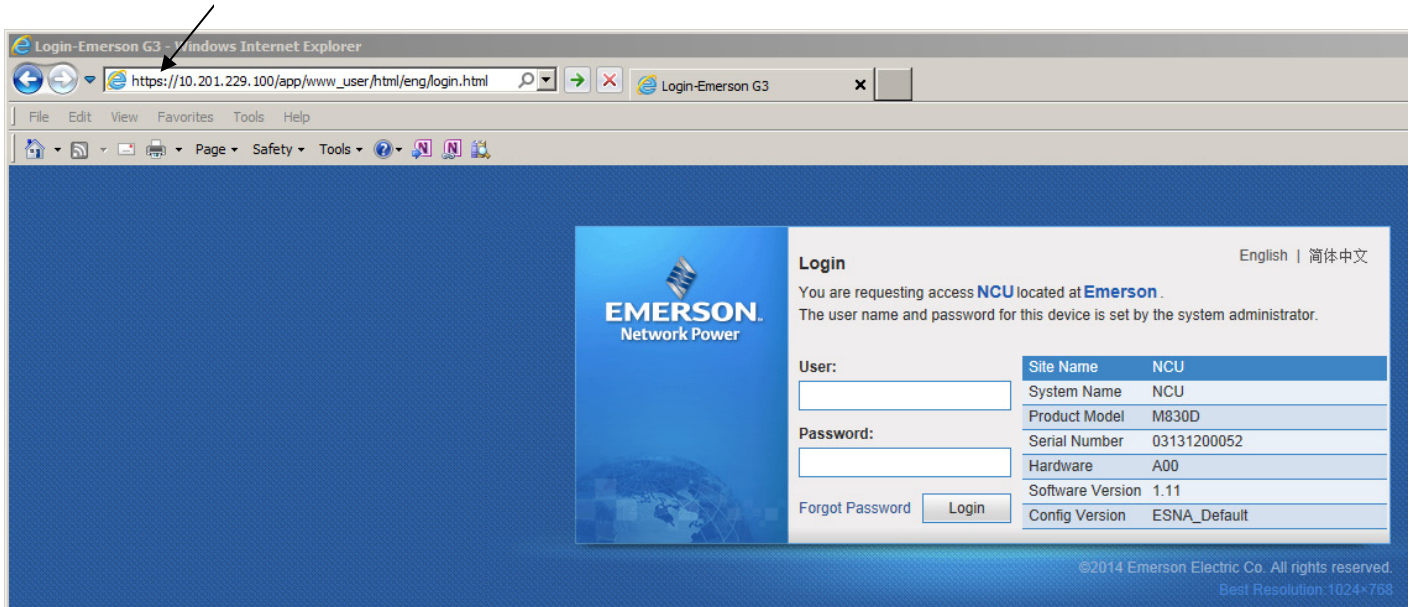 Login-Emerson G3 - Windows Internet Explorer
https://10.201.229.100/app/www_user/html/eng/login.html
Login-Emerson G3
File Edit View Favorites Tools Help
Page Safety Tools
English | 简体中文
Login
You are requesting access NCU located at Emerson .
The user name and password for this device is set by the system administrator.
EMERSON.
Network Power
User:
Password:
Forgot Password Login
Site Name NCU
System Name NCU
Product Model M830D
Serial Number 03131200052
Hardware A00
Software Version 1.11
Config Version ESNA_Default
©2014 Emerson Electric Co. All rights reserved.
Best Resolution:1024×768